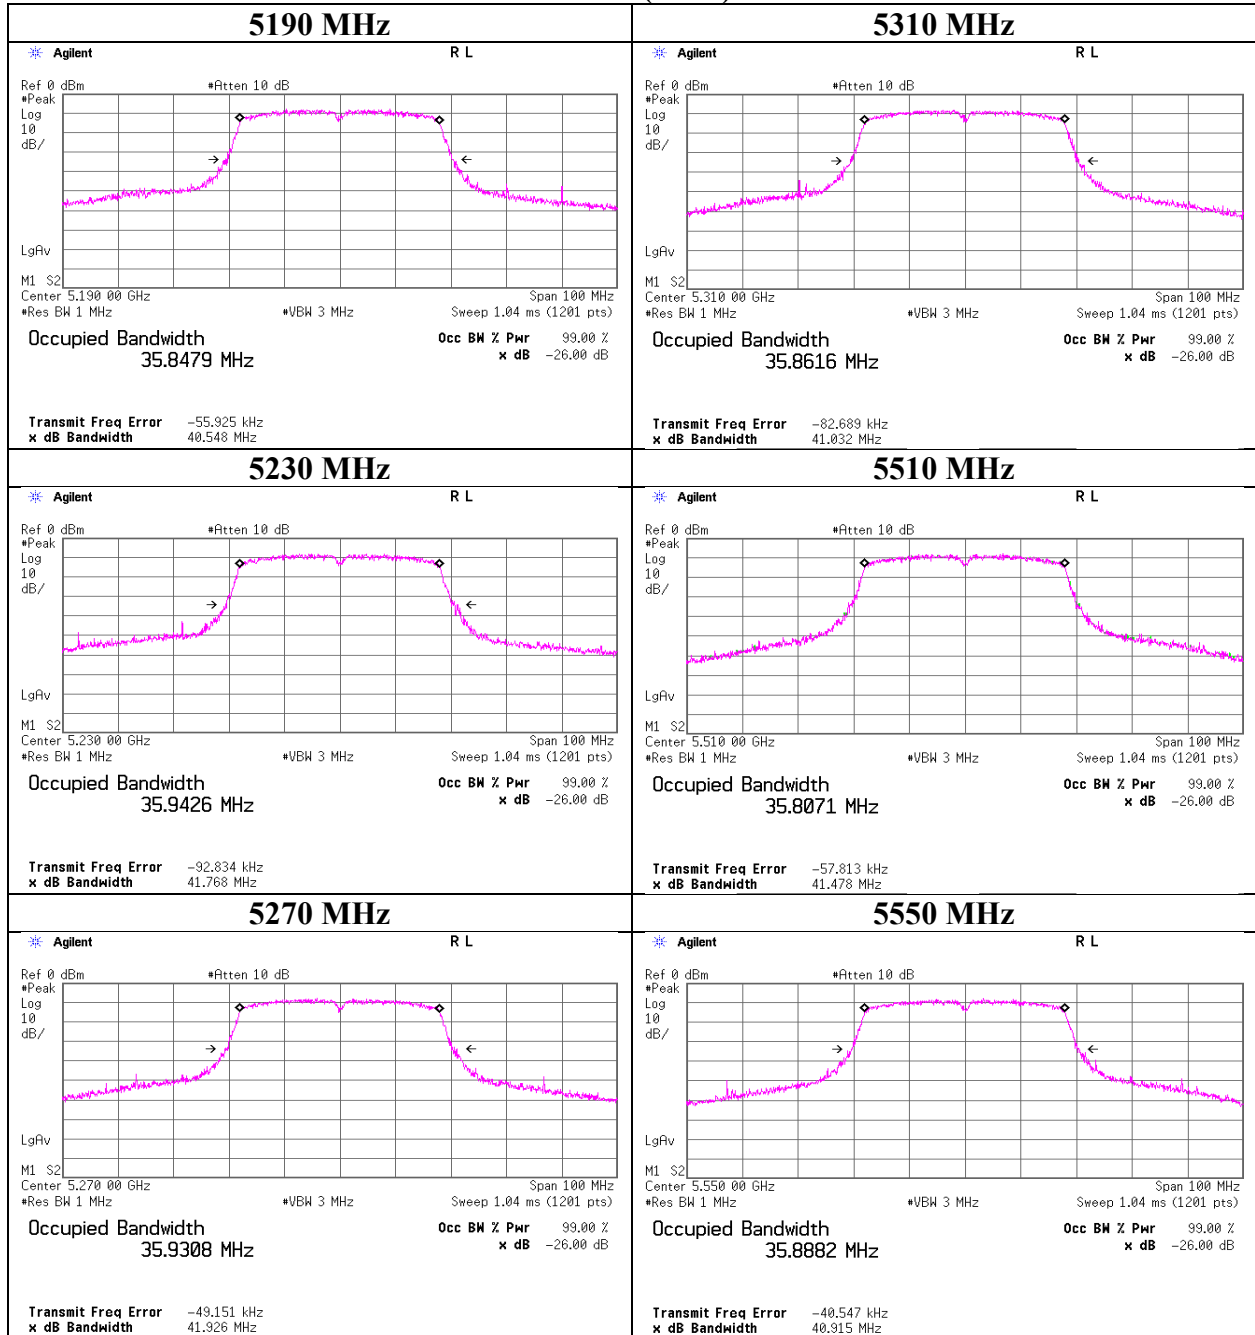 5190 MHz
Agilent
R L
Ref 0 dBm
#Atten 10 dB
#Peak
Log
10
dB/
LgAv
M1 S2
Center 5.190 00 GHz
Span 100 MHz
#Res BW 1 MHz
#VBW 3 MHz
Sweep 1.04 ms (1201 pts)
Occupied Bandwidth
35.8479 MHz
Occ BW % Pwr 99.00 %
x dB -26.00 dB
Transmit Freq Error -55.925 kHz
x dB Bandwidth 40.548 MHz
5310 MHz
Agilent
R L
Ref 0 dBm
#Atten 10 dB
#Peak
Log
10
dB/
LgAv
M1 S2
Center 5.310 00 GHz
Span 100 MHz
#Res BW 1 MHz
#VBW 3 MHz
Sweep 1.04 ms (1201 pts)
Occupied Bandwidth
35.8616 MHz
Occ BW % Pwr 99.00 %
x dB -26.00 dB
Transmit Freq Error -82.689 kHz
x dB Bandwidth 41.032 MHz
5230 MHz
Agilent
R L
Ref 0 dBm
#Atten 10 dB
#Peak
Log
10
dB/
LgAv
M1 S2
Center 5.230 00 GHz
Span 100 MHz
#Res BW 1 MHz
#VBW 3 MHz
Sweep 1.04 ms (1201 pts)
Occupied Bandwidth
35.9426 MHz
Occ BW % Pwr 99.00 %
x dB -26.00 dB
Transmit Freq Error -92.834 kHz
x dB Bandwidth 41.768 MHz
5510 MHz
Agilent
R L
Ref 0 dBm
#Atten 10 dB
#Peak
Log
10
dB/
LgAv
M1 S2
Center 5.510 00 GHz
Span 100 MHz
#Res BW 1 MHz
#VBW 3 MHz
Sweep 1.04 ms (1201 pts)
Occupied Bandwidth
35.8071 MHz
Occ BW % Pwr 99.00 %
x dB -26.00 dB
Transmit Freq Error -57.813 kHz
x dB Bandwidth 41.478 MHz
5270 MHz
Agilent
R L
Ref 0 dBm
#Atten 10 dB
#Peak
Log
10
dB/
LgAv
M1 S2
Center 5.270 00 GHz
Span 100 MHz
#Res BW 1 MHz
#VBW 3 MHz
Sweep 1.04 ms (1201 pts)
Occupied Bandwidth
35.9308 MHz
Occ BW % Pwr 99.00 %
x dB -26.00 dB
Transmit Freq Error -49.151 kHz
x dB Bandwidth 41.926 MHz
5550 MHz
Agilent
R L
Ref 0 dBm
#Atten 10 dB
#Peak
Log
10
dB/
LgAv
M1 S2
Center 5.550 00 GHz
Span 100 MHz
#Res BW 1 MHz
#VBW 3 MHz
Sweep 1.04 ms (1201 pts)
Occupied Bandwidth
35.8882 MHz
Occ BW % Pwr 99.00 %
x dB -26.00 dB
Transmit Freq Error -40.547 kHz
x dB Bandwidth 40.915 MHz